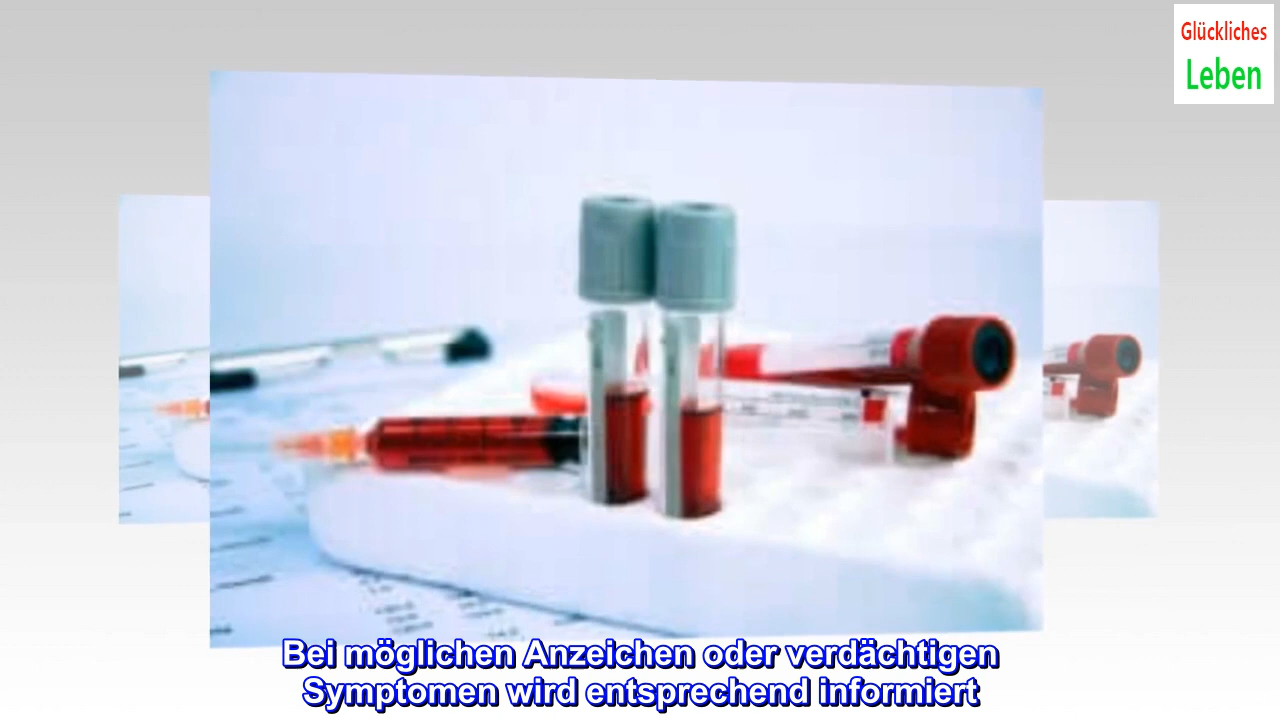 Glückliches
Leben
Bei möglichen Anzeichen oder verdächtigen
Symptomen wird entsprechend informiert